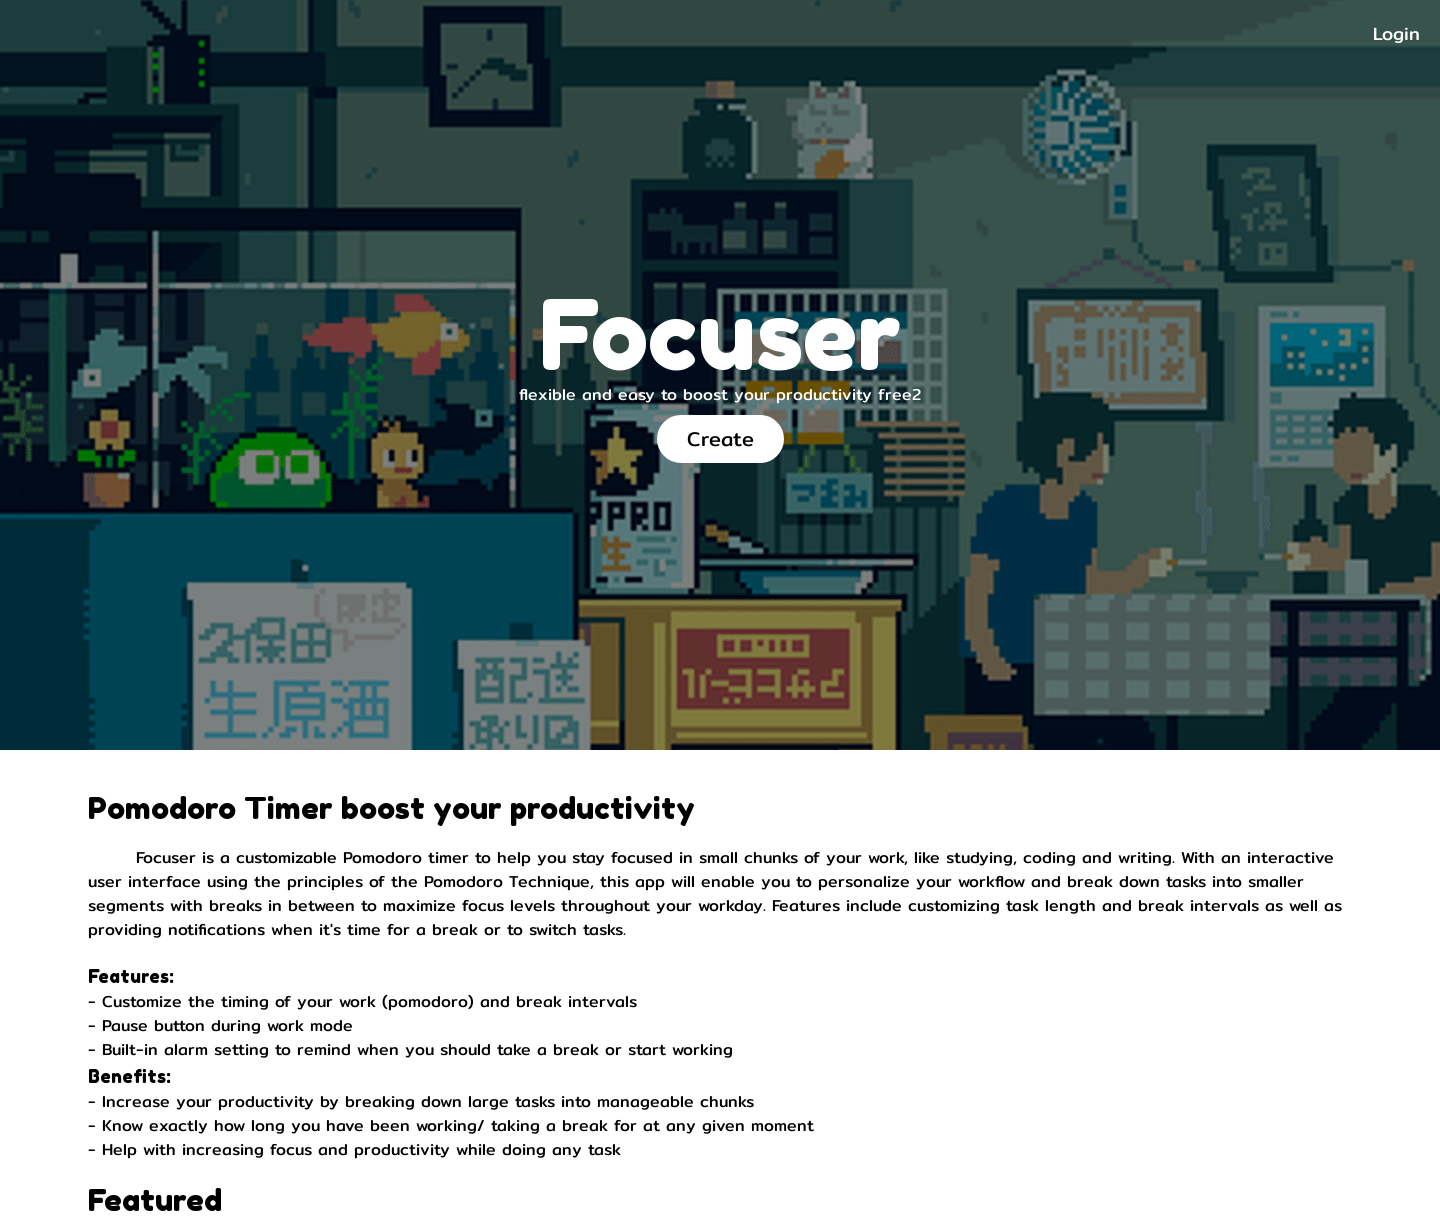 Login
Focuser
flexible and easy to boost your productivity free2
Create
PPRO
生
つまみ
久保田
生原酒
配送
承りの
Pomodoro Timer boost your productivity
Focuser is a customizable Pomodoro timer to help you stay focused in small chunks of your work, like studying, coding and writing. With an interactive
user interface using the principles of the Pomodoro Technique, this app will enable you to personalize your workflow and break down tasks into smaller
segments with breaks in between to maximize focus levels throughout your workday. Features include customizing task length and break intervals as well as
providing notifications when it's time for a break or to switch tasks.
Features:
- Customize the timing of your work (pomodoro) and break intervals
- Pause button during work mode
- Built-in alarm setting to remind when you should take a break or start working
Benefits:
- Increase your productivity by breaking down large tasks into manageable chunks
- Know exactly how long you have been working/ taking a break for at any given moment
- Help with increasing focus and productivity while doing any task
Featured